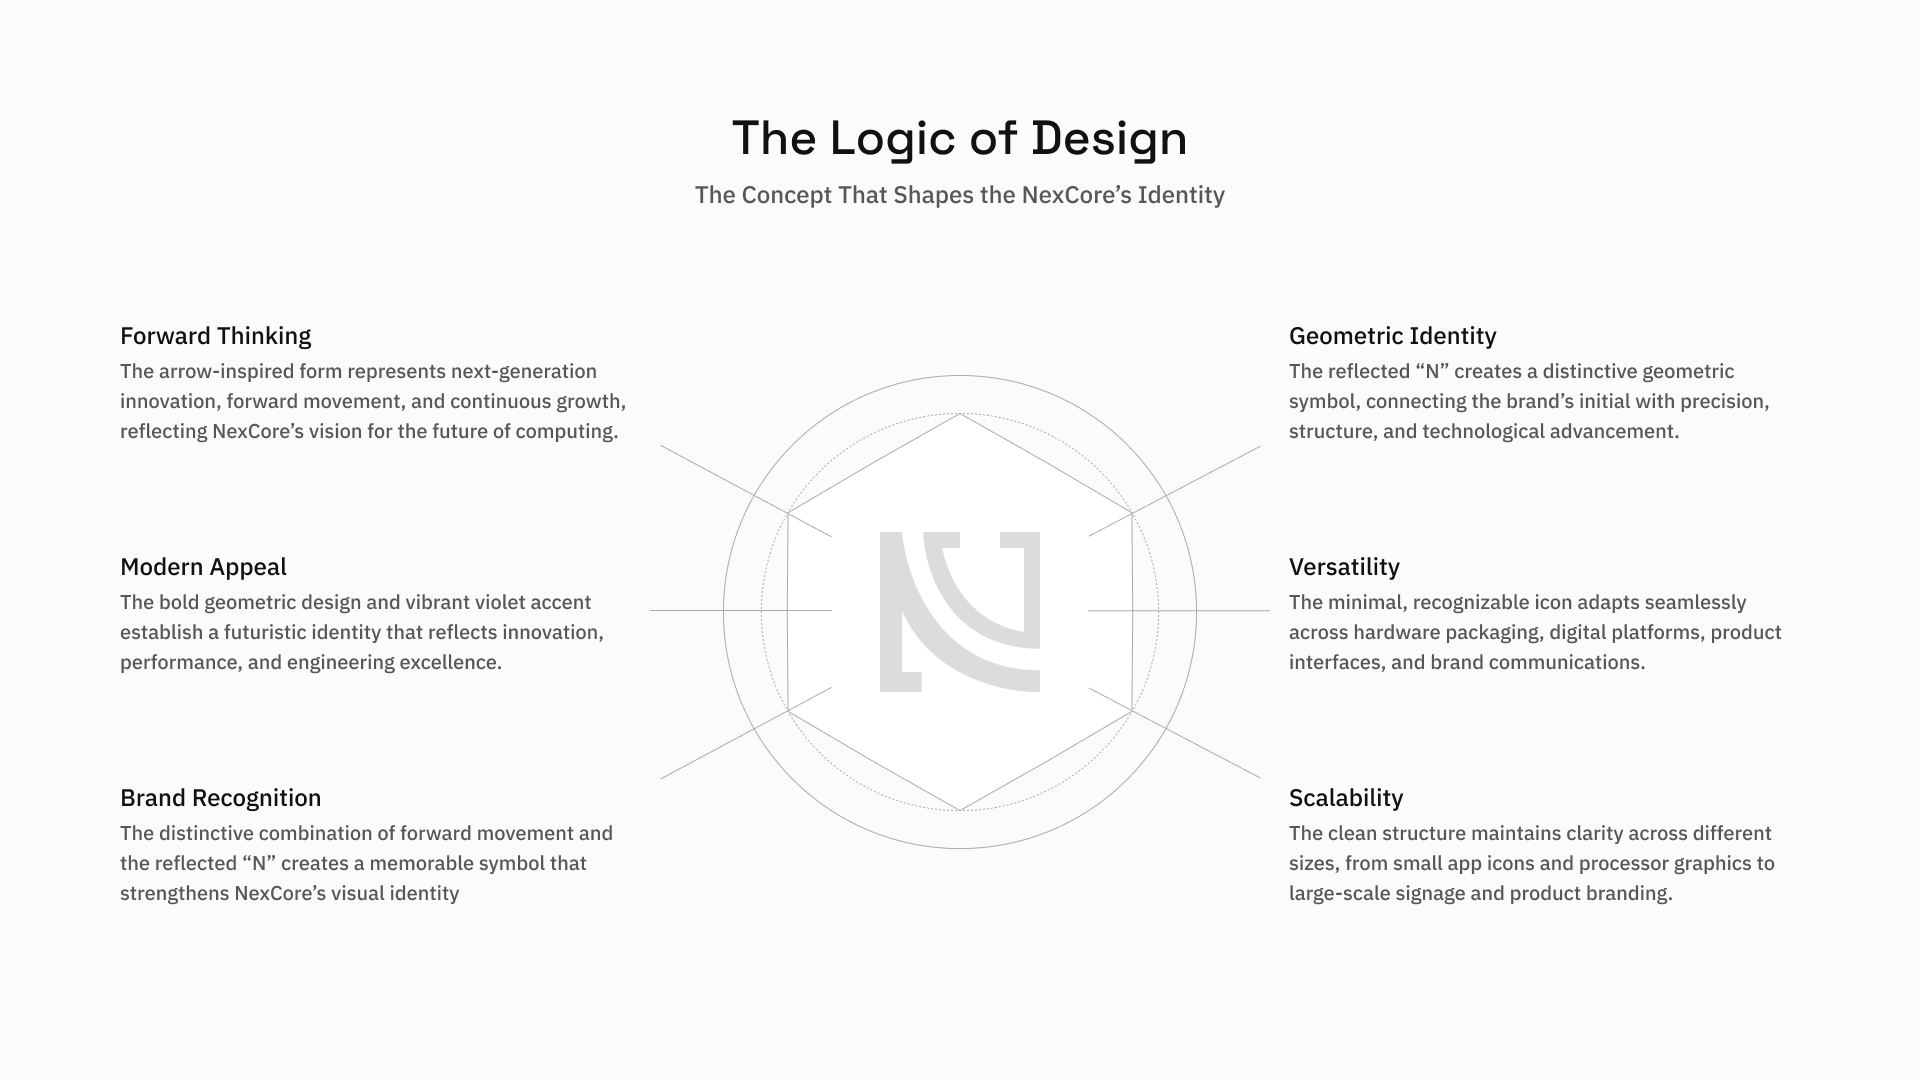 The Logic of Design
The Concept That Shapes the NexCore’s Identity
Forward Thinking
The arrow-inspired form represents next-generation
innovation, forward movement, and continuous growth,
reflecting NexCore’s vision for the future of computing.
Modern Appeal
The bold geometric design and vibrant violet accent
establish a futuristic identity that reflects innovation,
performance, and engineering excellence.
Brand Recognition
The distinctive combination of forward movement and
the reflected “N” creates a memorable symbol that
strengthens NexCore’s visual identity
Geometric Identity
The reflected “N” creates a distinctive geometric
symbol, connecting the brand’s initial with precision,
structure, and technological advancement.
Versatility
The minimal, recognizable icon adapts seamlessly
across hardware packaging, digital platforms, product
interfaces, and brand communications.
Scalability
The clean structure maintains clarity across different
sizes, from small app icons and processor graphics to
large-scale signage and product branding.